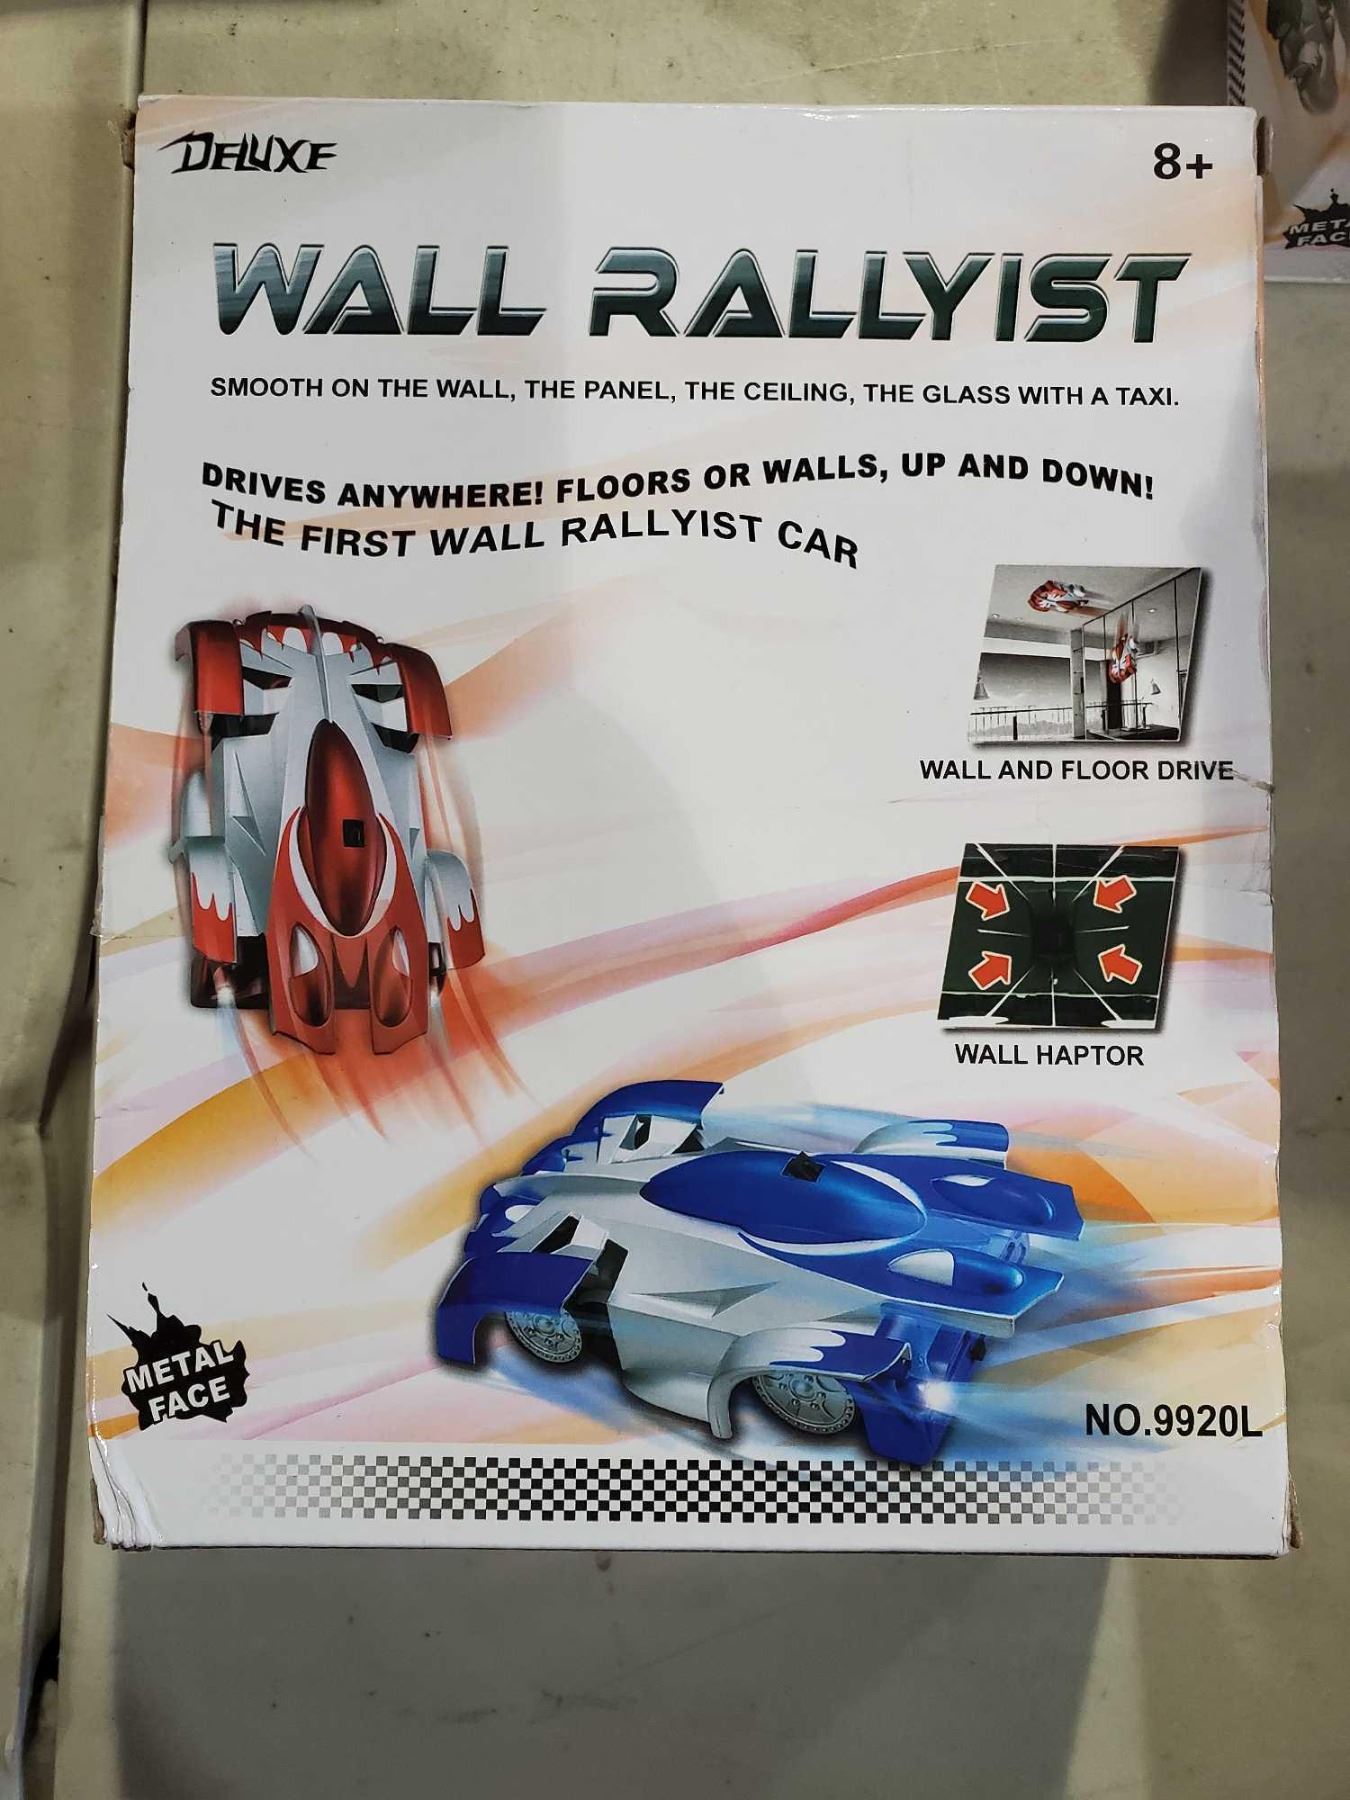 DELUXE
8+
WALL RALLYIST
SMOOTH ON THE WALL, THE PANEL, THE CEILING, THE GLASS WITH A TAXI.
DRIVES ANYWHERE! FLOORS OR WALLS, UP AND DOWN!
THE FIRST WALL RALLYIST CAR
WALL AND FLOOR DRIVE
WALL HAPTOR
METAL
FACE
NO.9920L